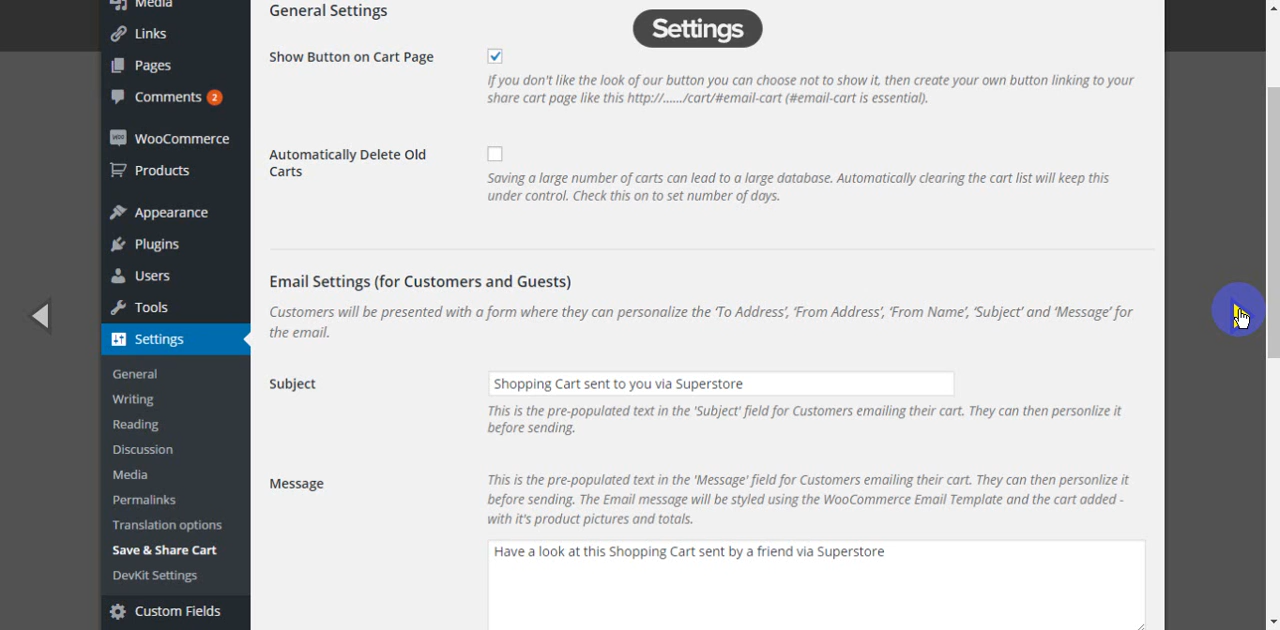 Media
Links
Pages
Comments 2
WooCommerce
Products
Appearance
Plugins
Users
Tools
Settings
General
Writing
Reading
Discussion
Media
Permalinks
Translation options
Save & Share Cart
DevKit Settings
Custom Fields
Settings
General Settings
Show Button on Cart Page
If you don't like the look of our button you can choose not to show it, then create your own button linking to your
share cart page like this http://....../cart/#email-cart (#email-cart is essential).
Automatically Delete Old
Carts
Saving a large number of carts can lead to a large database. Automatically clearing the cart list will keep this
under control. Check this on to set number of days.
Email Settings (for Customers and Guests)
Customers will be presented with a form where they can personalize the 'To Address', 'From Address', 'From Name', 'Subject' and 'Message' for
the email.
Subject
Shopping Cart sent to you via Superstore
This is the pre-populated text in the 'Subject' field for Customers emailing their cart. They can then personlize it
before sending.
Message
This is the pre-populated text in the 'Message' field for Customers emailing their cart. They can then personlize it
before sending. The Email message will be styled using the WooCommerce Email Template and the cart added -
with it's product pictures and totals.
Have a look at this Shopping Cart sent by a friend via Superstore